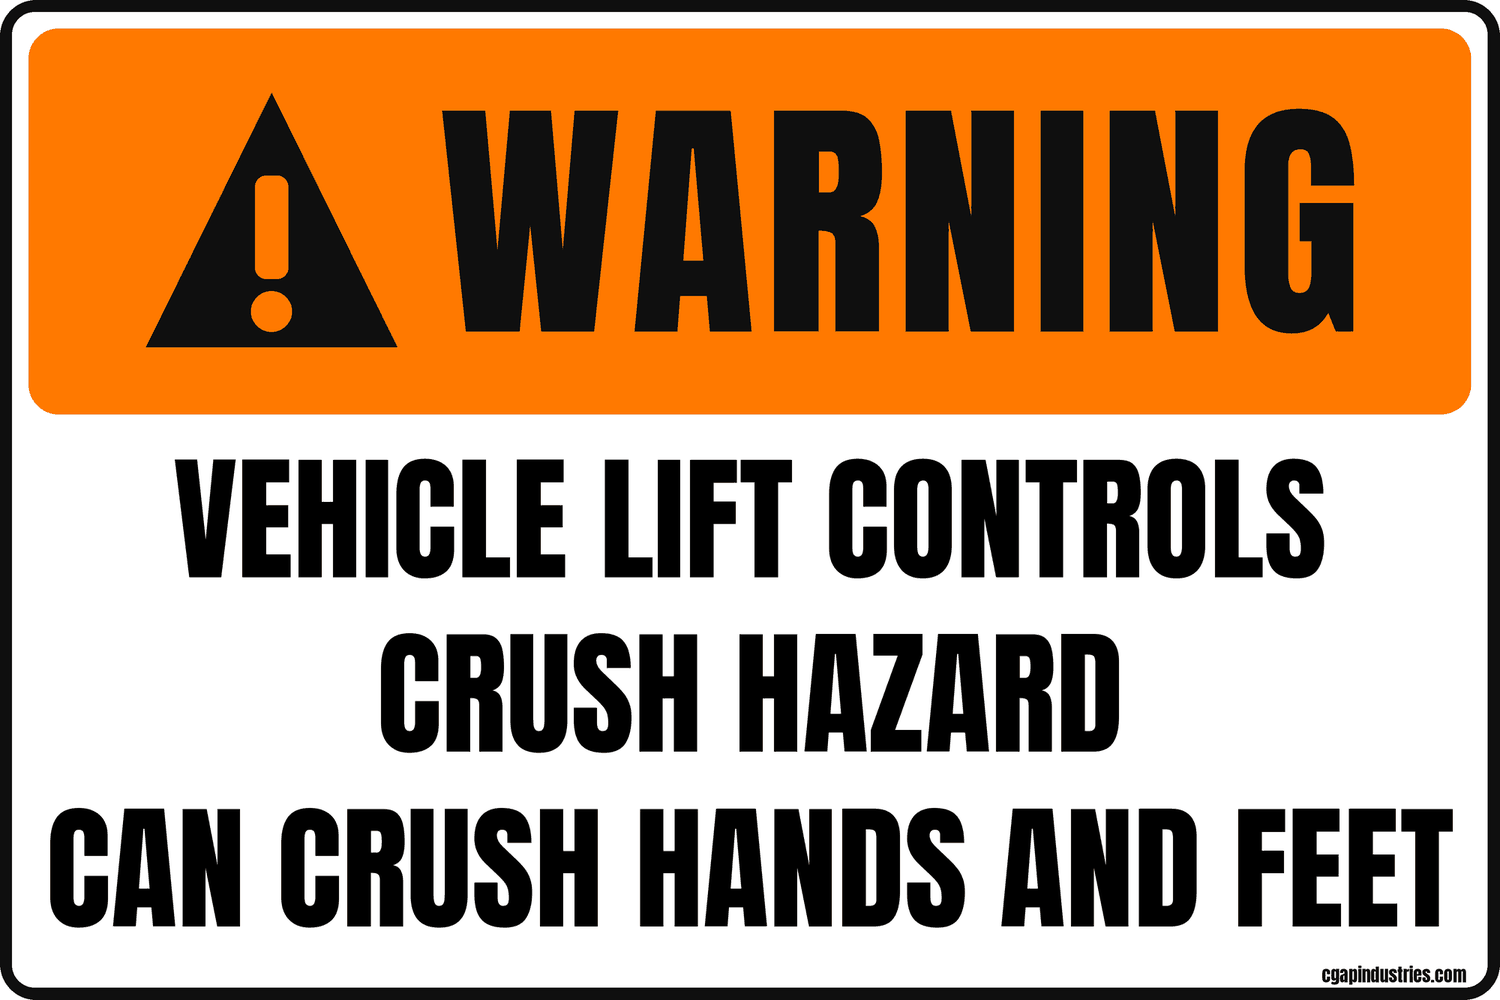 WARNING
VEHICLE LIFT CONTROLS
CRUSH HAZARD
CAN CRUSH HANDS AND FEET
cgapindustries.com